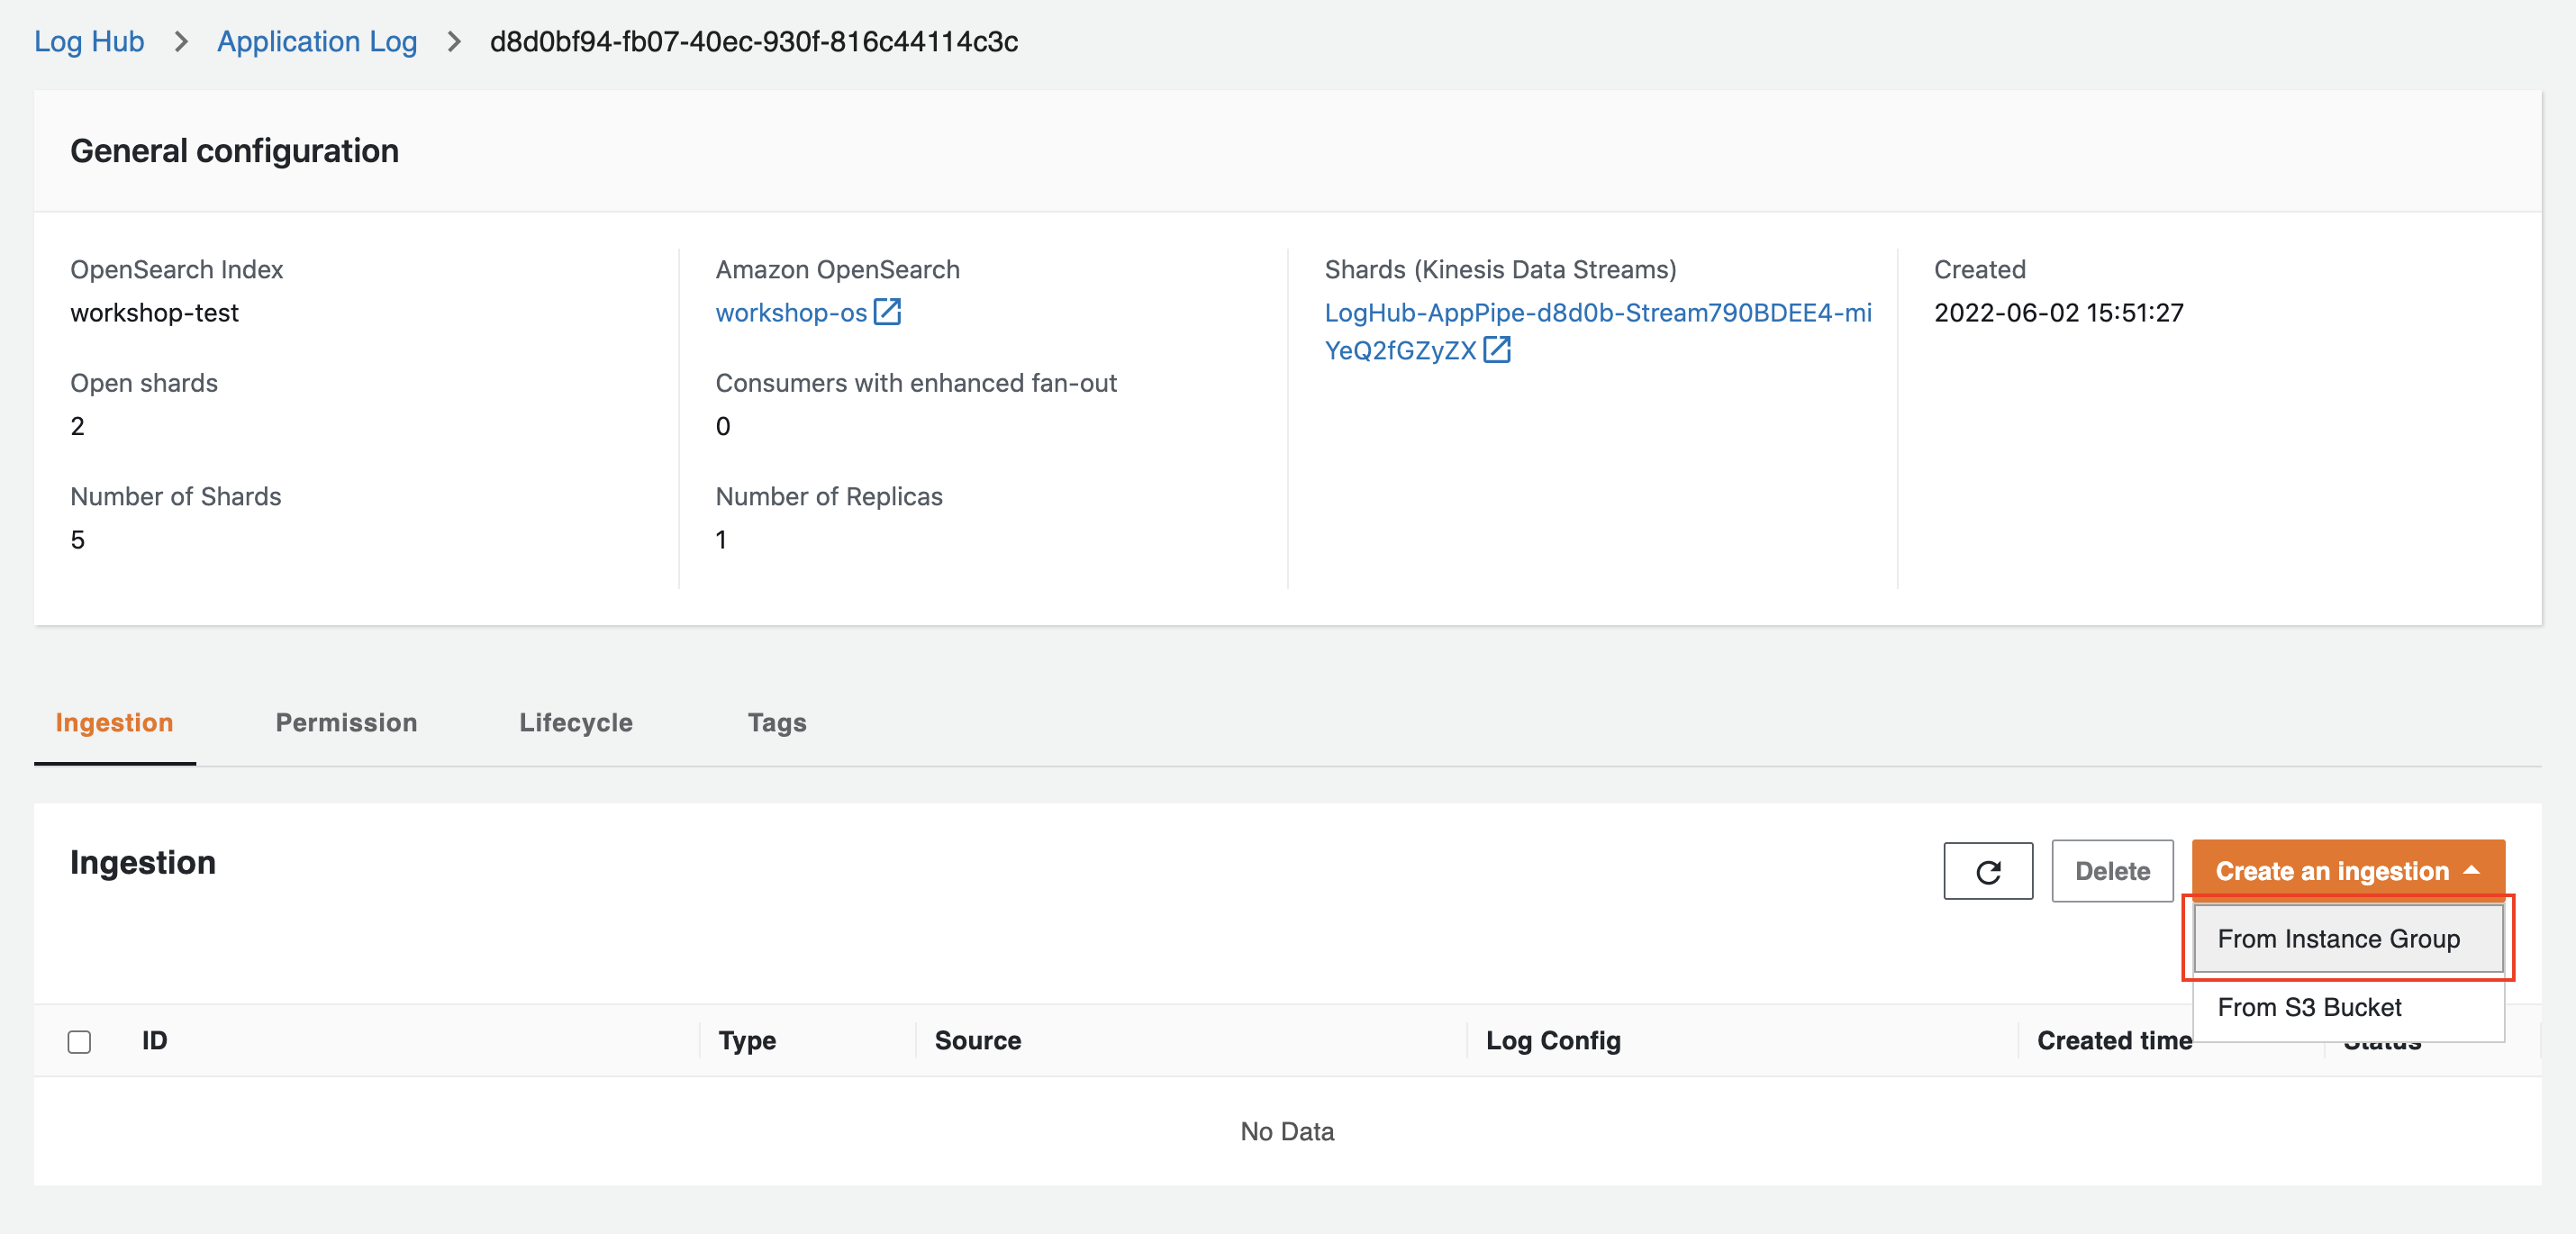 Log Hub > Application Log > d8d0bf94-fb07-40ec-930f-816c44114c3c
General configuration
OpenSearch Index
workshop-test
Open shards
2
Number of Shards
5
Amazon OpenSearch
workshop-os
Consumers with enhanced fan-out
0
Number of Replicas
1
Shards (Kinesis Data Streams)
LogHub-AppPipe-d8d0b-Stream790BDEE4-mi
YeQ2fGZyZX
Created
2022-06-02 15:51:27
Ingestion Permission Lifecycle Tags
Ingestion
Delete
Create an ingestion
From Instance Group
From S3 Bucket
ID Type Source Log Config Created time Status
No Data